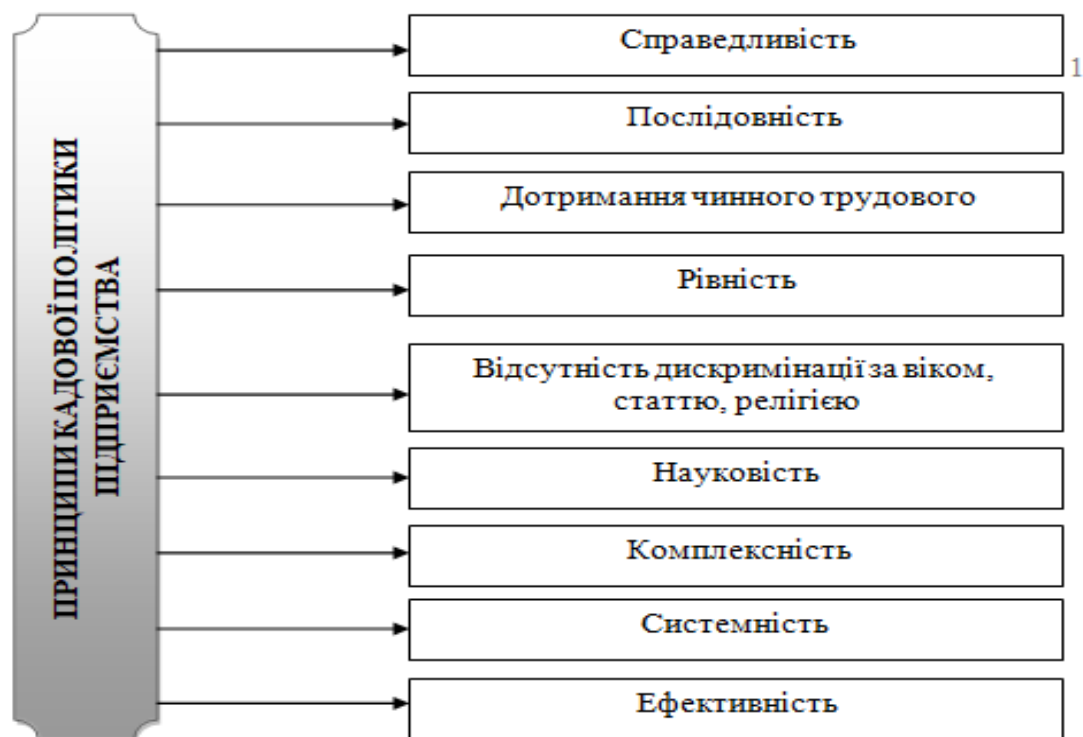 ПРИНЦИПИ КАДОВОЇ ПОЛІТИКИ
ПІДПРИЄМСТВА
Справедливість
1
Послідовність
Дотримання чинного трудового
Рівність
Відсутність дискримінації за віком,
статтю, релігією
Науковість
Комплексність
Системність
Ефективність